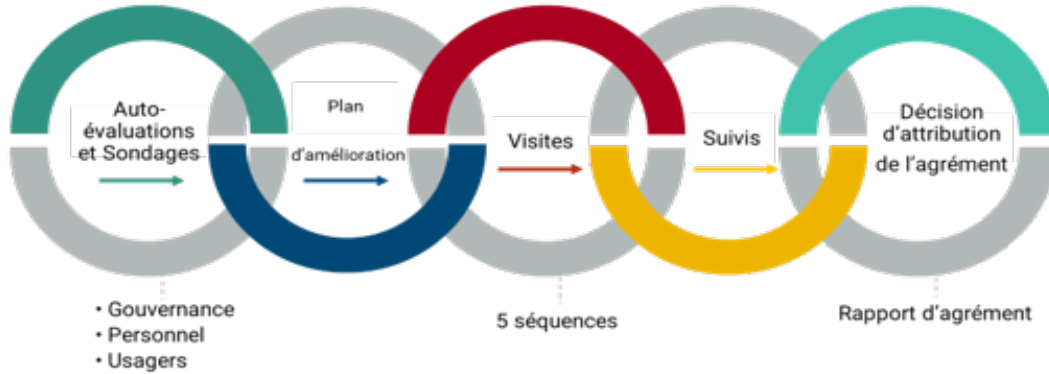 Auto-
évaluations
et Sondages
Plan
d'amélioration
Visites
Suivis
Décision
d'attribution
de l'agrément
• Gouvernance
• Personnel
• Usagers
5 séquences
Rapport d'agrément